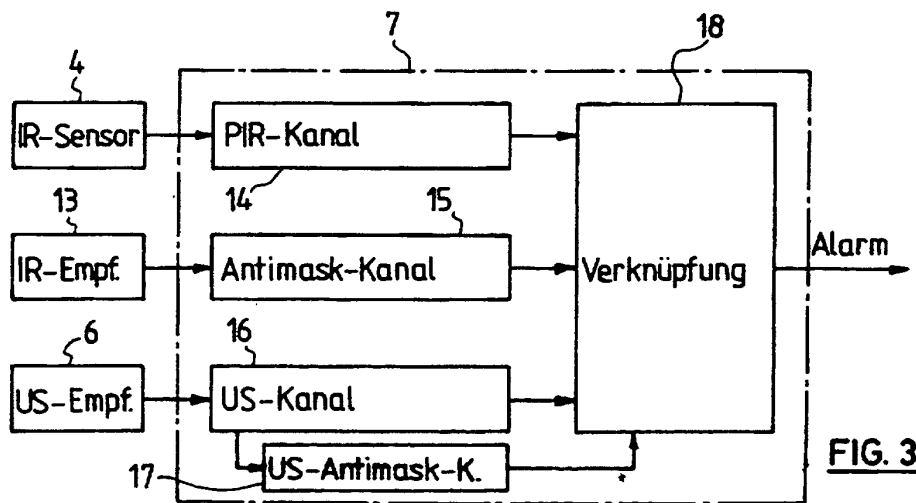 7
18
4
IR-Sensor
PIR-Kanal
14
13
15
IR-Empf.
Antimask-Kanal
Verknüpfung
Alarm
6
16
US-Empf.
US-Kanal
17
US-Antimask-K.
FIG. 3